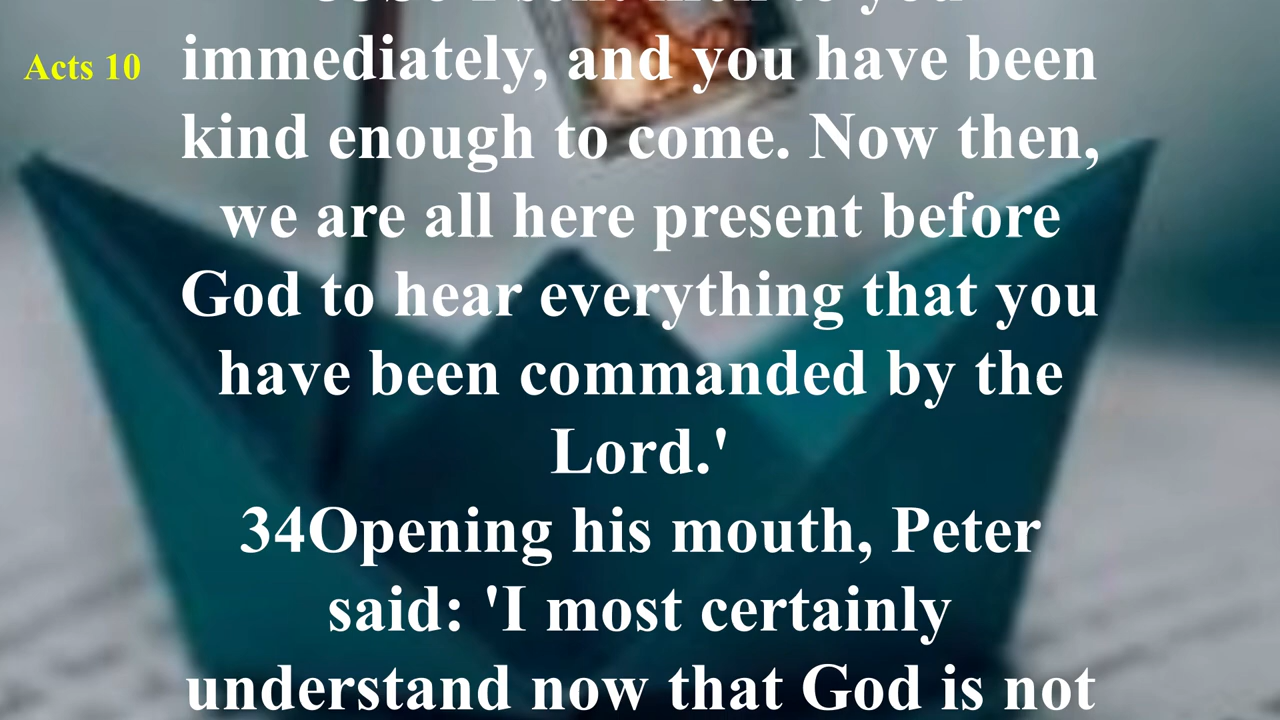 Acts 10
immediately, and you have been
kind enough to come. Now then,
we are all here present before
God to hear everything that you
have been commanded by the
Lord.'
34Opening his mouth, Peter
said: 'I most certainly
understand now that God is not